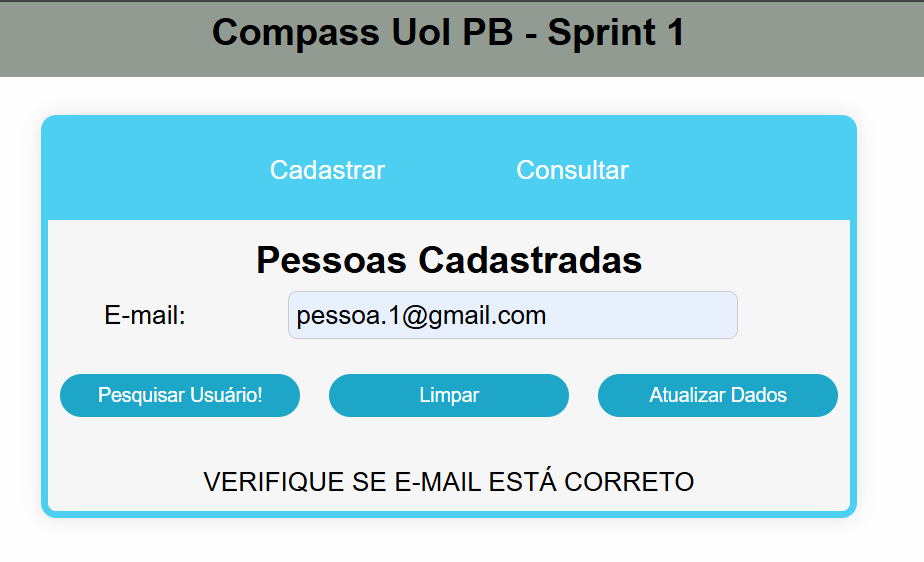 Compass Uol PB - Sprint 1
Cadastrar Consultar
Pessoas Cadastradas
E-mail: pessoa.1@gmail.com
Pesquisar Usuário! Limpar Atualizar Dados
VERIFIQUE SE E-MAIL ESTÁ CORRETO